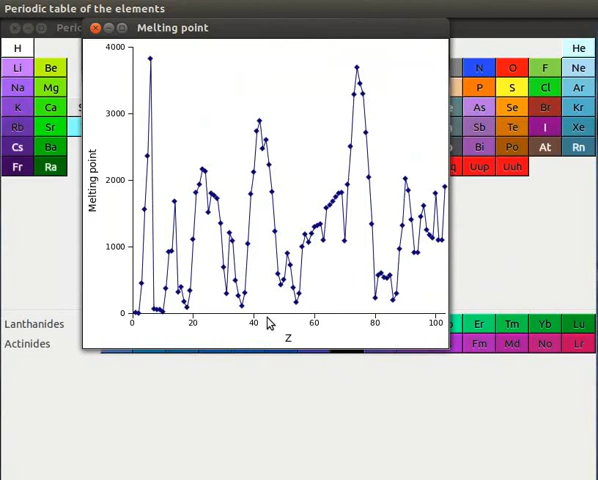 Periodic table of the elements
Perio
Melting point
H He
Li Be N O F Ne
Na Mg P S Cl Ar
K Ca As Se Br Kr
Rb Sr Sb Te I Xe
Cs Ba Bi Po At Rn
Fr Ra Uup Uuh
4000
3000
2000
1000
0
Melting point
0 20 40 60 80 100
Z
Lanthanides Er Tm Yb Lu
Actinides Fm Md No Lr